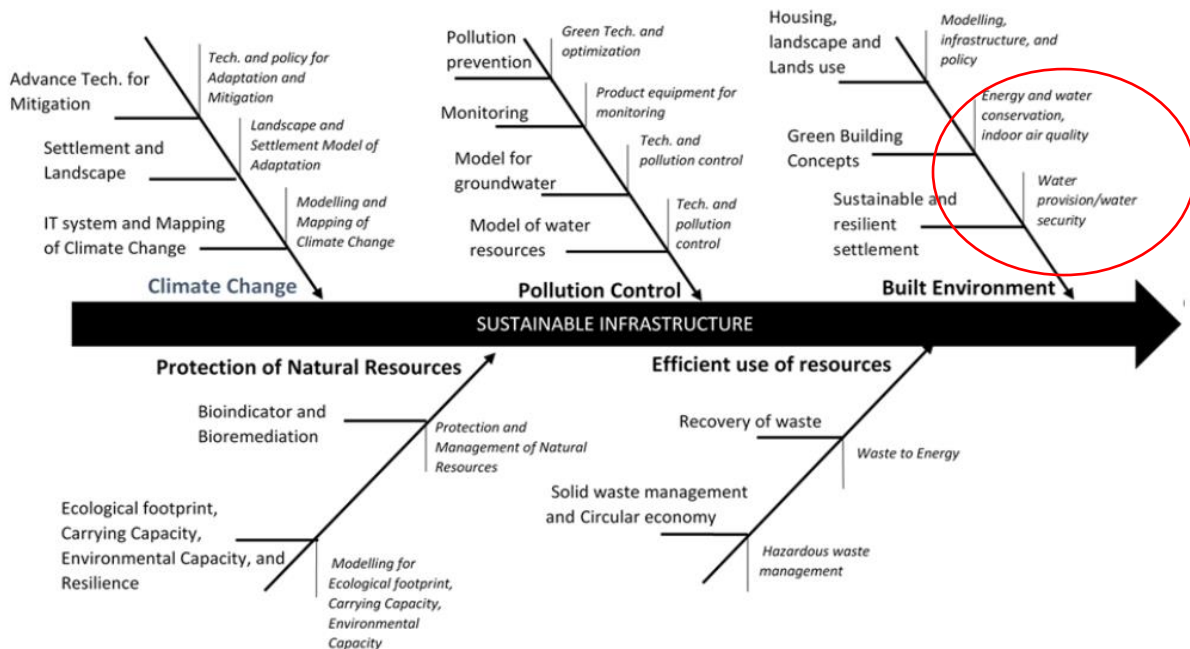 Advance Tech. for
Mitigation
Tech. and policy for
Adaptation and
Mitigation
Settlement and
Landscape
Landscape and
Settlement Model of
Adaptation
IT system and Mapping
of Climate Change
Modelling and
Mapping of
Climate Change
Climate Change
Pollution
prevention
Green Tech. and
optimization
Monitoring
Product equipment for
monitoring
Model for
groundwater
Tech. and
pollution control
Model of water
resources
Tech. and
pollution
control
Pollution Control
Housing,
landscape and
Lands use
Modelling,
infrastructure, and
policy
Green Building
Concepts
Energy and water
conservation,
indoor air quality
Sustainable and
resilient
settlement
Water
provision/water
security
Built Environment
SUSTAINABLE INFRASTRUCTURE
Protection of Natural Resources
Bioindicator and
Bioremediation
Protection and
Management of Natural
Resources
Ecological footprint,
Carrying Capacity,
Environmental Capacity, and
Resilience
Modelling for
Ecological footprint,
Carrying Capacity,
Environmental
Capacity
Efficient use of resources
Recovery of waste
Waste to Energy
Solid waste management
and Circular economy
Hazardous waste
management